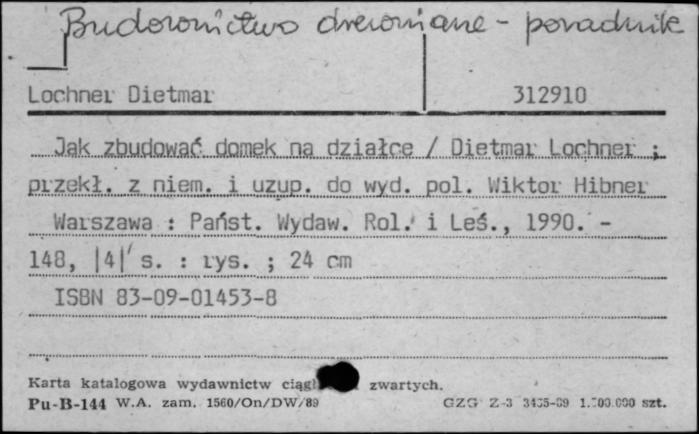 Budownictwo drewniane - poradnik
Lochner Dietmar 312910
Jak zbudować domek na działce / Dietmar Lochner ;
przekł. z niem. i uzup. do wyd. pol. Wiktor Hibner
Warszawa : Państ. Wydaw. Rol. i Leś., 1990. -
148, |4| s. : rys. ; 24 cm
ISBN 83-09-01453-8
Karta katalogowa wydawnictw zwartych.
Pu-B-144 W.A. zam. 1560/On/DW/89 GZG Z-3 szt.